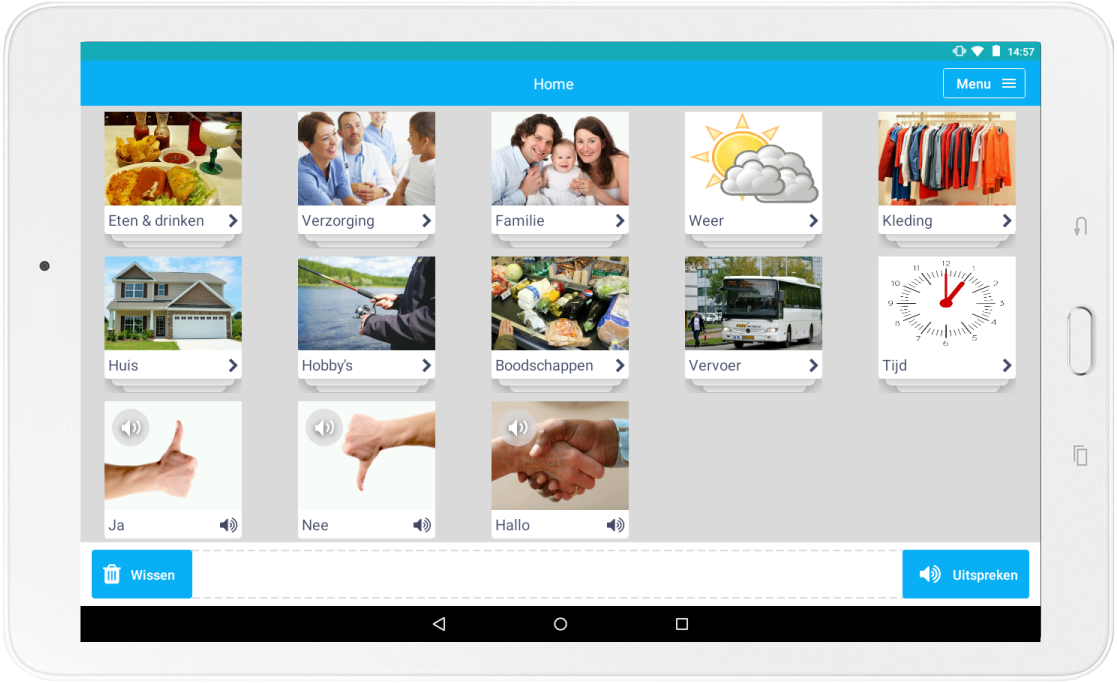 14:57
Home
Menu
Eten & drinken
Verzorging
Familie
Weer
Kleding
Huis
Hobby's
Boodschappen
Vervoer
12
11 1
10 2
9 3
8 4
7 5
6
Tijd
Ja
Nee
Hallo
Wissen
Uitspreken